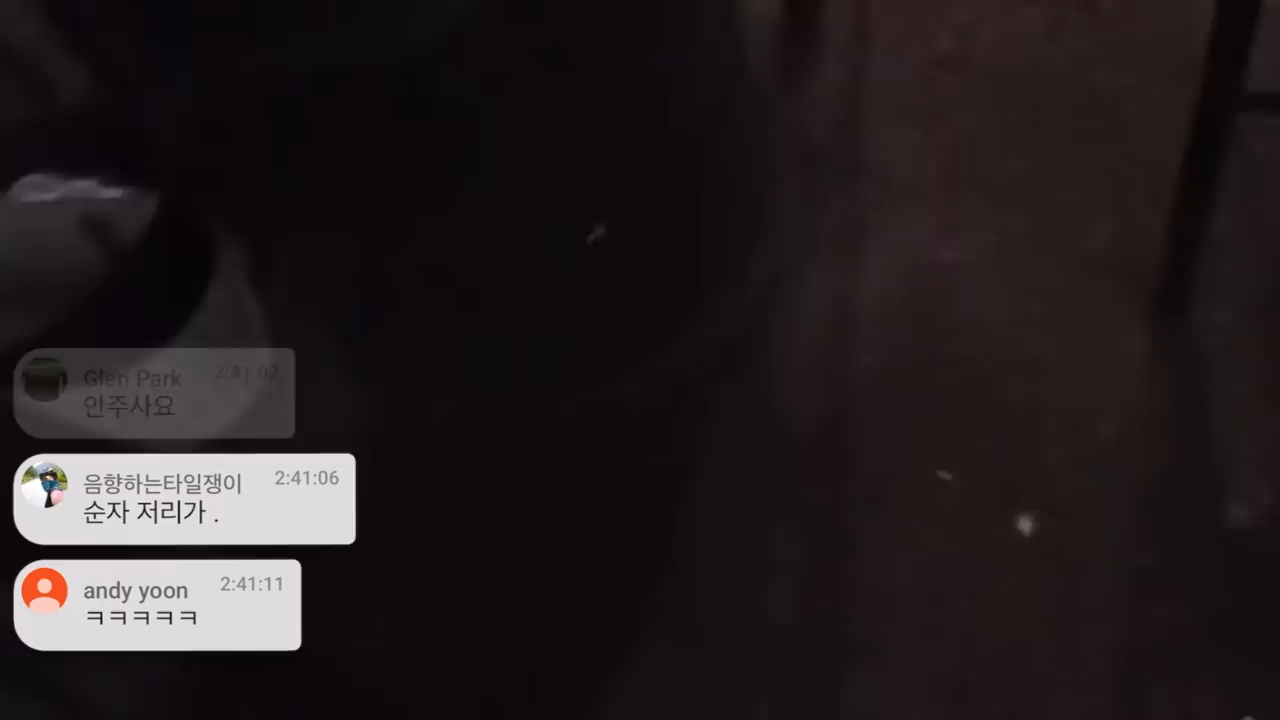 Glen Park 2:41:02
안주사요
음향하는타일쟁이 2:41:06
순자 저리가 .
andy yoon 2:41:11
ㅋㅋㅋㅋㅋ